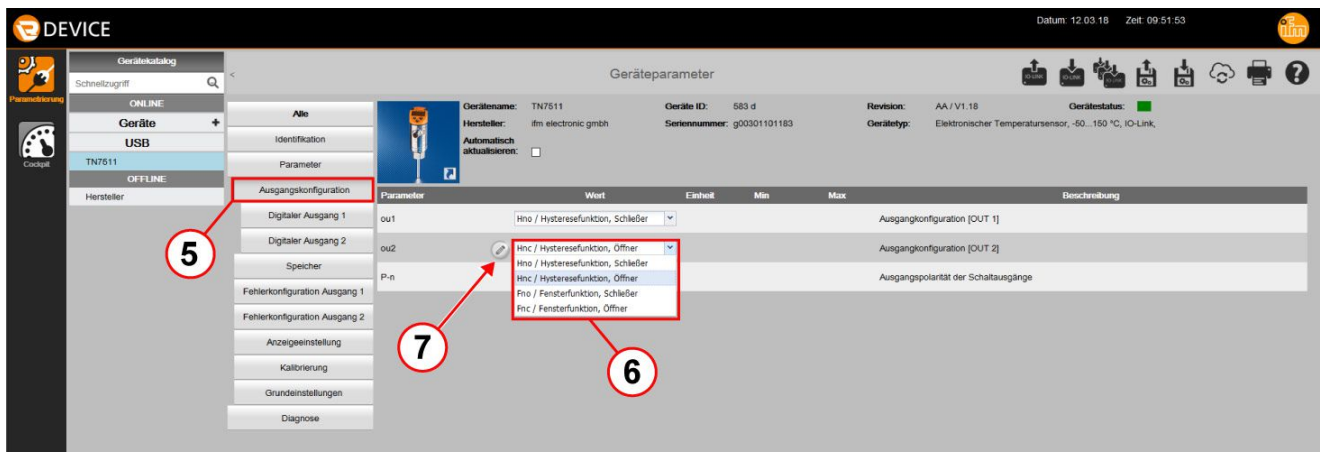 DEVICE
Datum: 12.03.18 Zeit: 09:51:53
ifm
Parametrierung
Cockpit
Gerätekatalog
Schnellzugriff
ONLINE
Geräte +
USB
TN7511
OFFLINE
Hersteller
<
Geräteparameter
IO-LINK
IO-LINK
Alle
Identifikation
Parameter
Ausgangskonfiguration
Digitaler Ausgang 1
Digitaler Ausgang 2
Speicher
Fehlerkonfiguration Ausgang 1
Fehlerkonfiguration Ausgang 2
Anzeigeeinstellung
Kalibrierung
Grundeinstellungen
Diagnose
Gerätename: TN7511 Geräte ID: 583 d Revision: AA / V1.18 Gerätestatus:
Hersteller: ifm electronic gmbh Seriennummer: g00301101183 Gerätetyp: Elektronischer Temperatursensor, -50...150 °C, IO-Link,
Automatisch
aktualisieren:
Parameter Wert Einheit Min Max Beschreibung
ou1 Hno / Hysteresefunktion, Schließer Ausgangkonfiguration [OUT 1]
ou2 Hnc / Hysteresefunktion, Öffner Ausgangkonfiguration [OUT 2]
Hno / Hysteresefunktion, Schließer
Hnc / Hysteresefunktion, Öffner
Fno / Fensterfunktion, Schließer
Fnc / Fensterfunktion, Öffner
P-n Ausgangspolarität der Schaltausgänge
5
7
6